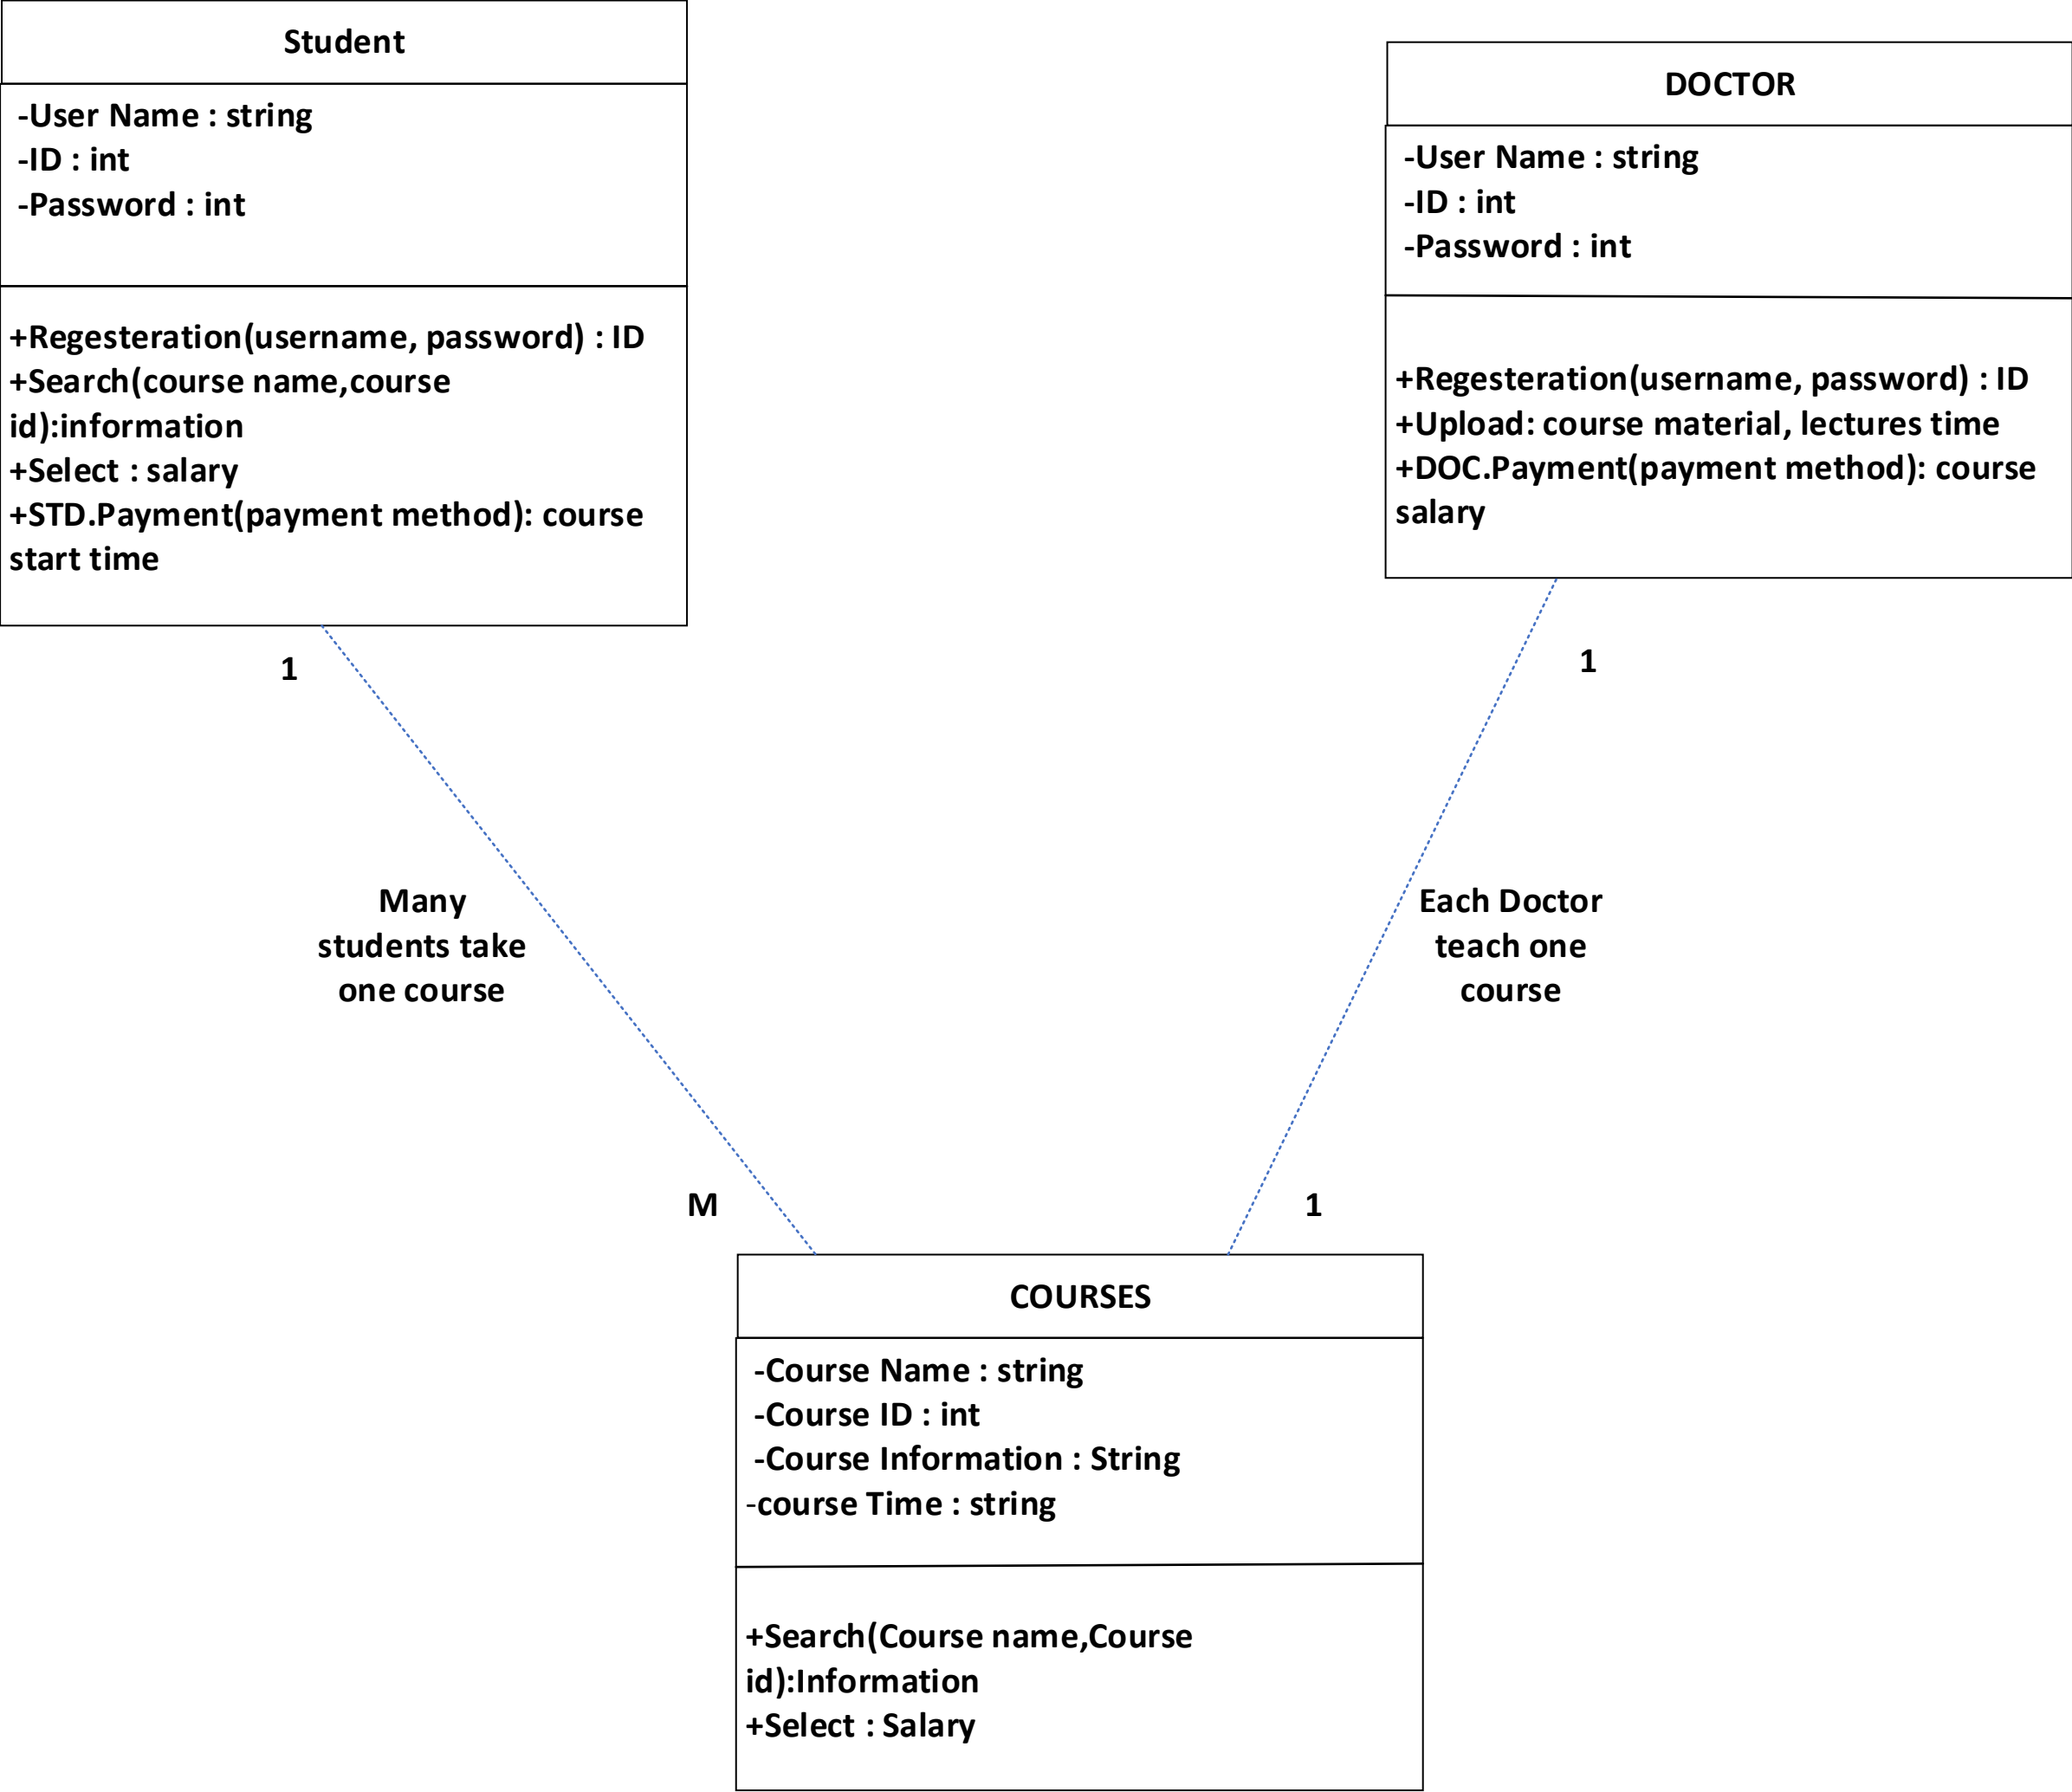 Student
-User Name : string
-ID : int
-Password : int
+Regesteration(username, password) : ID
+Search(course name,course
id):information
+Select : salary
+STD.Payment(payment method): course
start time
DOCTOR
-User Name : string
-ID : int
-Password : int
+Regesteration(username, password) : ID
+Upload: course material, lectures time
+DOC.Payment(payment method): course
salary
1
1
Many
students take
one course
Each Doctor
teach one
course
M
1
COURSES
-Course Name : string
-Course ID : int
-Course Information : String
-course Time : string
+Search(Course name,Course
id):Information
+Select : Salary